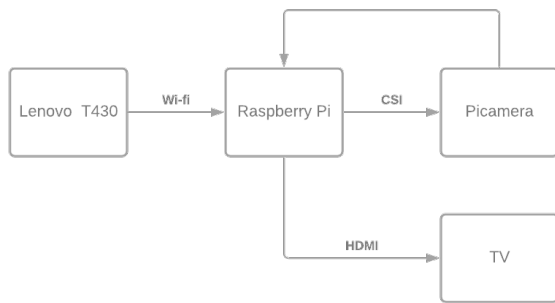 Lenovo T430
Wi-fi
Raspberry Pi
CSI
Picamera
HDMI
TV